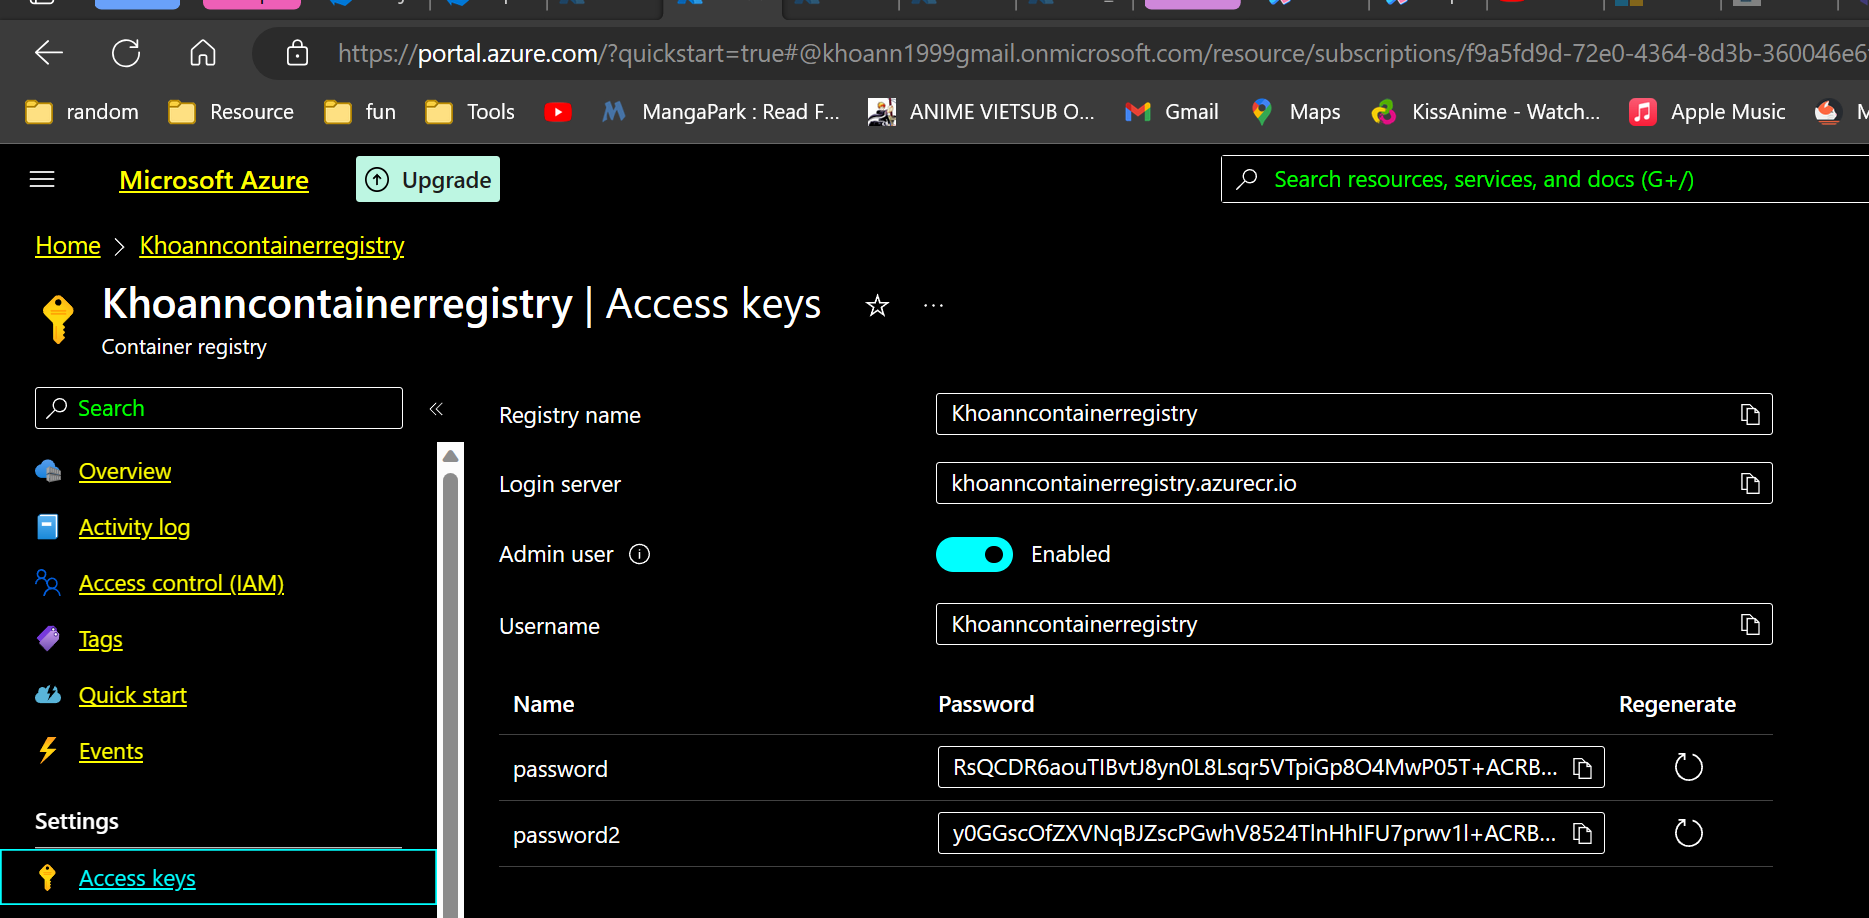 https://portal.azure.com/?quickstart=true#@khoann1999gmail.onmicrosoft.com/resource/subscriptions/f9a5fd9d-72e0-4364-8d3b-360046e6
random Resource fun Tools MangaPark : Read F... ANIME VIETSUB O... Gmail Maps KissAnime - Watch... Apple Music
Microsoft Azure Upgrade Search resources, services, and docs (G+/)
Home > Khoanncontainerregistry
Khoanncontainerregistry | Access keys
Container registry
Search
Overview
Activity log
Access control (IAM)
Tags
Quick start
Events
Settings
Access keys
Registry name Khoanncontainerregistry
Login server khoanncontainerregistry.azurecr.io
Admin user Enabled
Username Khoanncontainerregistry
Name Password Regenerate
password RsQCDR6aouTIBvtJ8yn0L8Lsqr5VTpiGp8O4MwP05T+ACRB...
password2 y0GGscOfZXVNqBJZscPGwhV8524TlnHhIFU7prwv1l+ACRB...